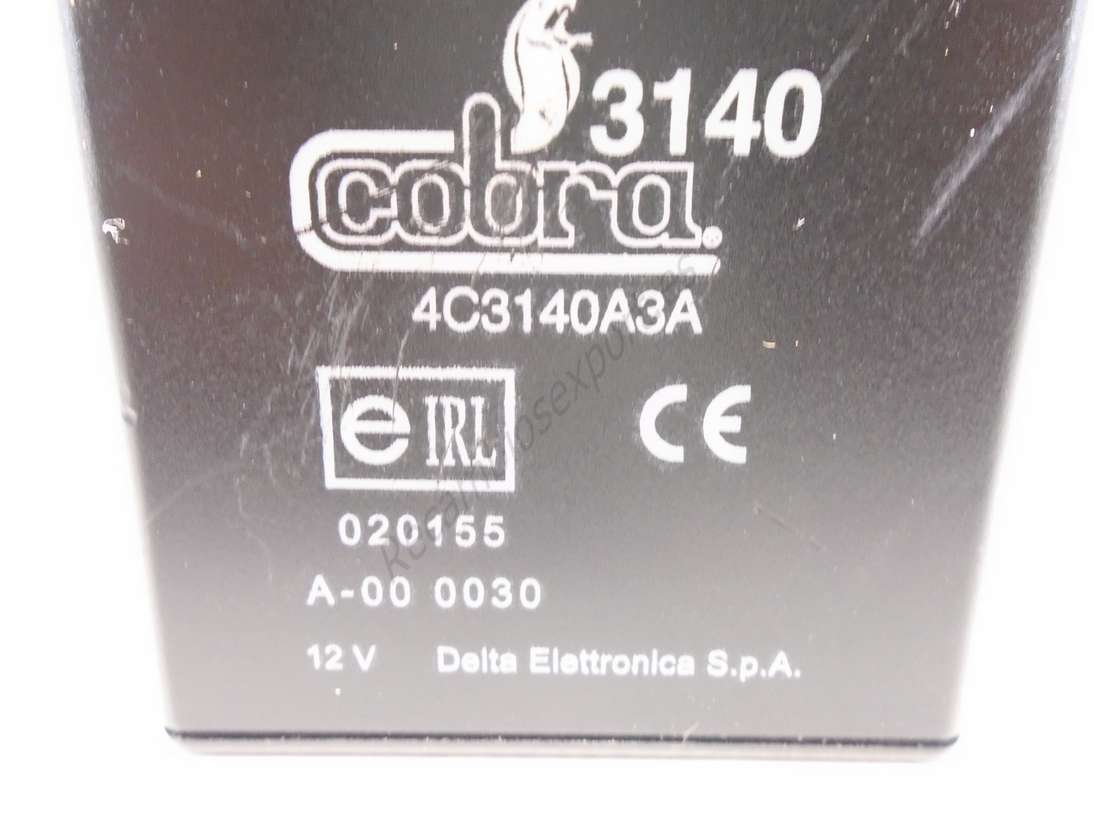 3140
cobra.
4C3140A3A
e IRL CE
020155
A-00 0030
12 V Delta Elettronica S.p.A.